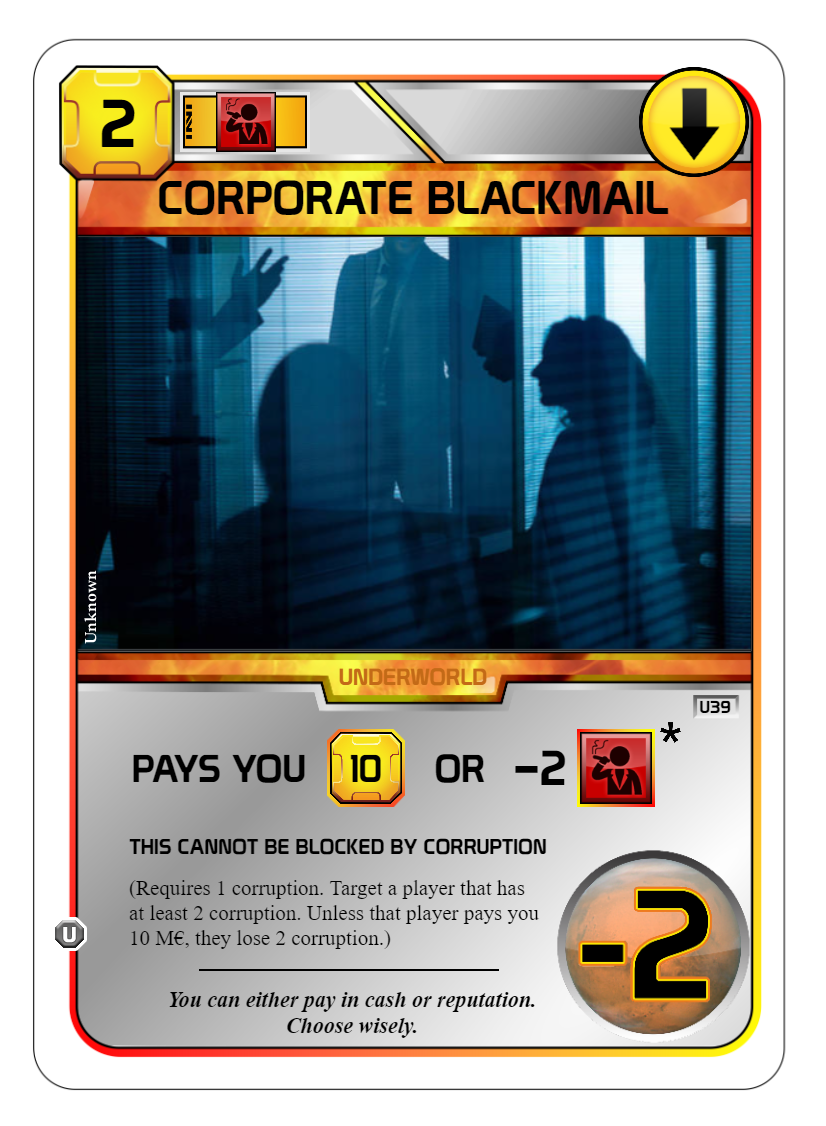 2
CORPORATE BLACKMAIL
Unknown
UNDERWORLD
U39
PAYS YOU 10 OR -2 *
THIS CANNOT BE BLOCKED BY CORRUPTION
(Requires 1 corruption. Target a player that has
at least 2 corruption. Unless that player pays you
10 M€, they lose 2 corruption.)
U
-2
You can either pay in cash or reputation.
Choose wisely.